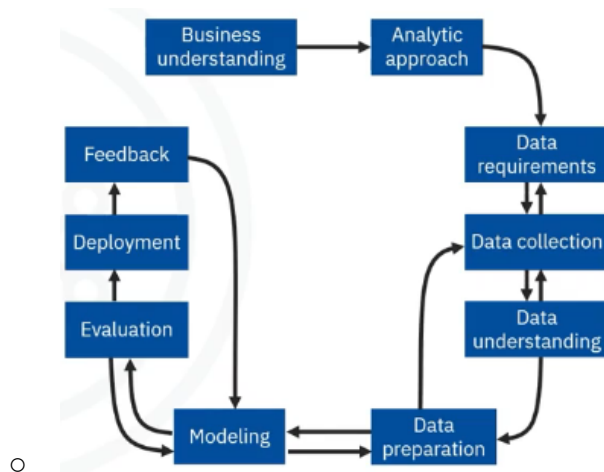 Business
understanding
Analytic
approach
Feedback
Data
requirements
Deployment
Data collection
Evaluation
Data
understanding
Modeling
Data
preparation